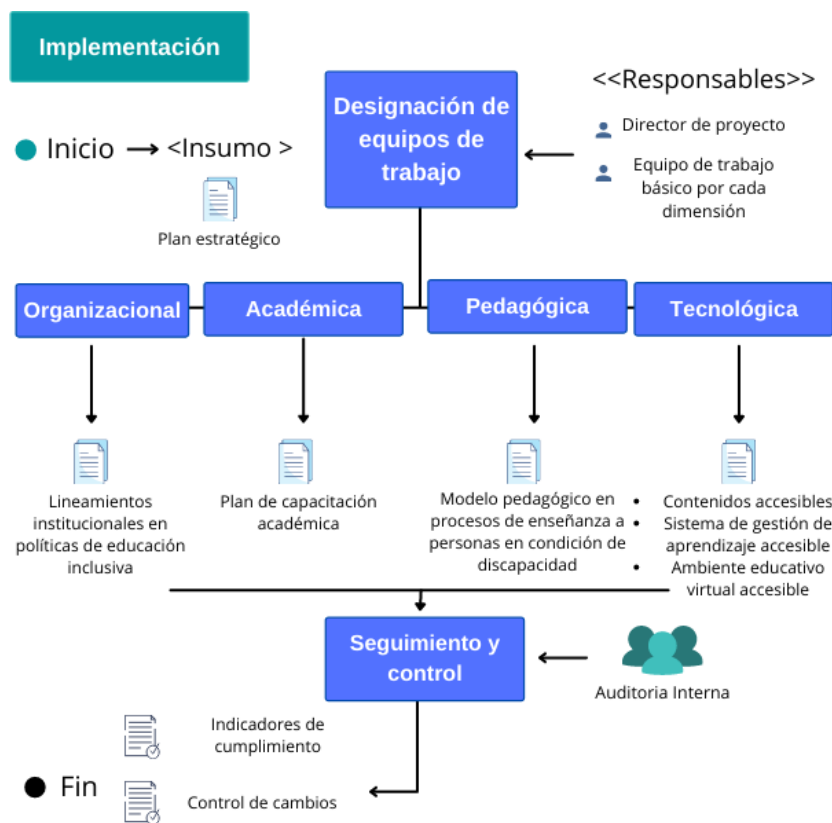 Implementación
<<Responsables>>
Designación de
equipos de
trabajo
Director de proyecto
Equipo de trabajo
básico por cada
dimensión
Inicio
<Insumo >
Plan estratégico
Organizacional
Académica
Pedagógica
Tecnológica
Lineamientos
institucionales en
políticas de educación
inclusiva
Plan de capacitación
académica
Modelo pedagógico en
procesos de enseñanza a
personas en condición de
discapacidad
Contenidos accesibles
Sistema de gestión de
aprendizaje accesible
Ambiente educativo
virtual accesible
Seguimiento y
control
Auditoria Interna
Indicadores de
cumplimiento
Fin
Control de cambios